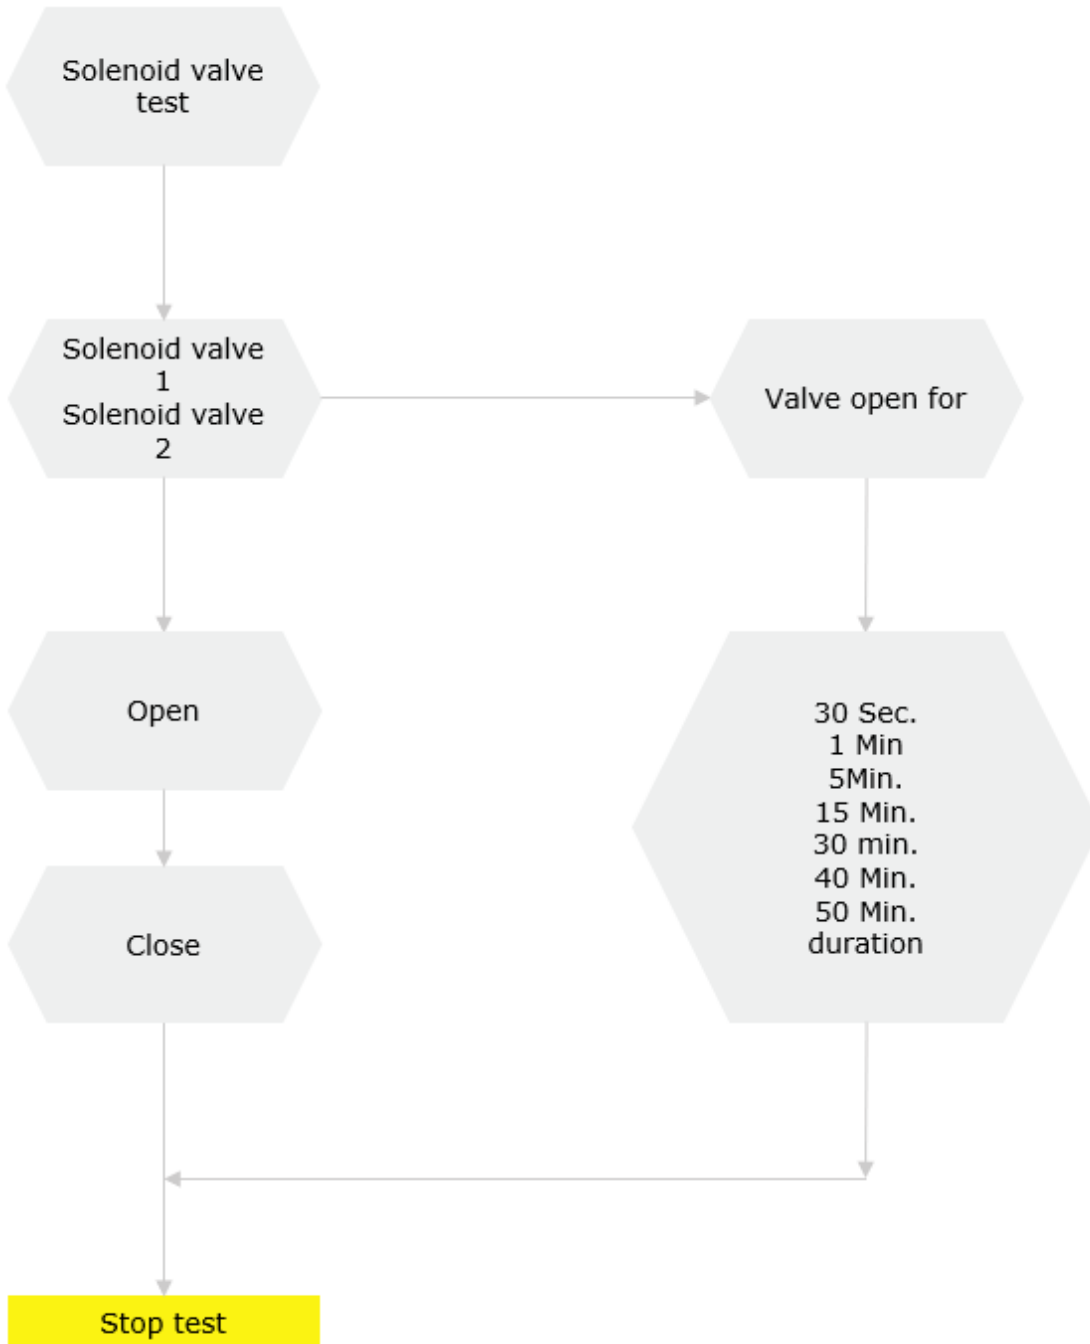 Solenoid valve
test
Solenoid valve
1
Solenoid valve
2
Valve open for
Open
30 Sec.
1 Min
5Min.
15 Min.
30 min.
40 Min.
50 Min.
duration
Close
Stop test